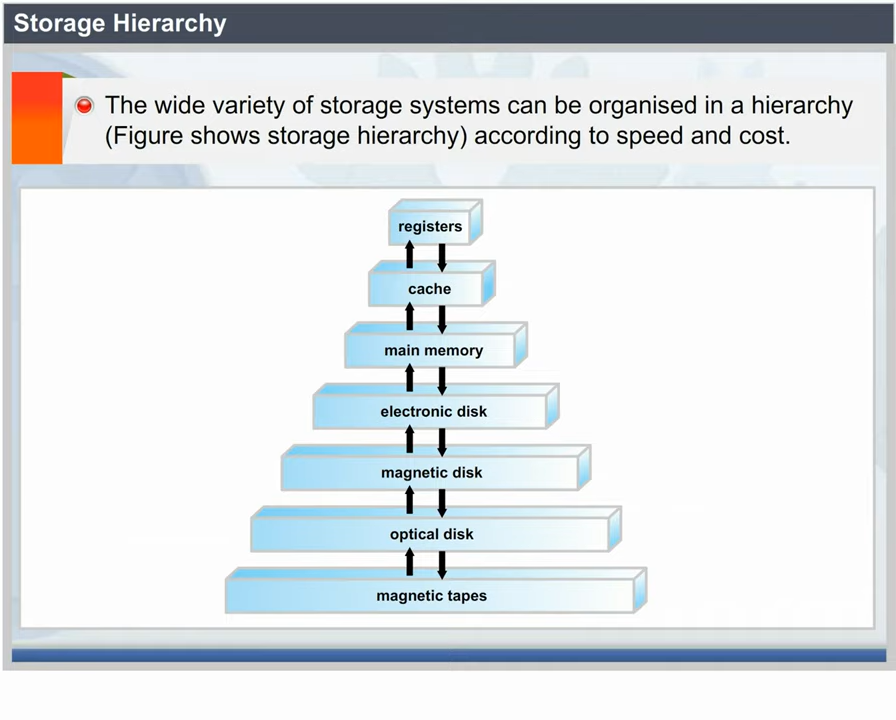 Storage Hierarchy
The wide variety of storage systems can be organised in a hierarchy
(Figure shows storage hierarchy) according to speed and cost.
registers
cache
main memory
electronic disk
magnetic disk
optical disk
magnetic tapes